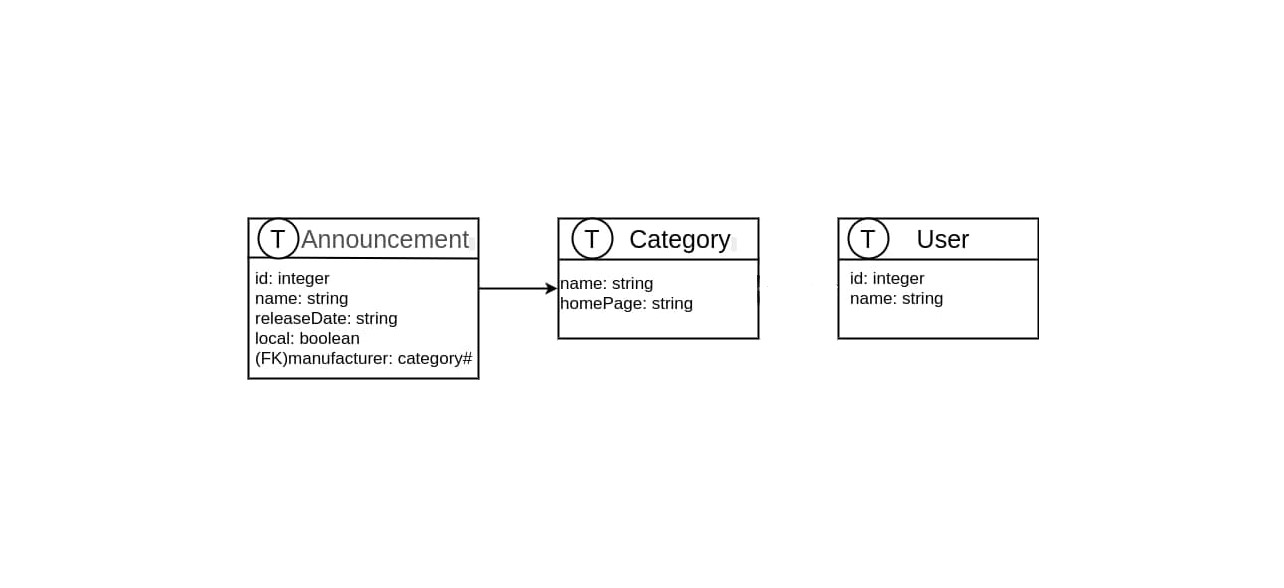 T Announcement
id: integer
name: string
releaseDate: string
local: boolean
(FK)manufacturer: category#
T Category
name: string
homePage: string
T User
id: integer
name: string